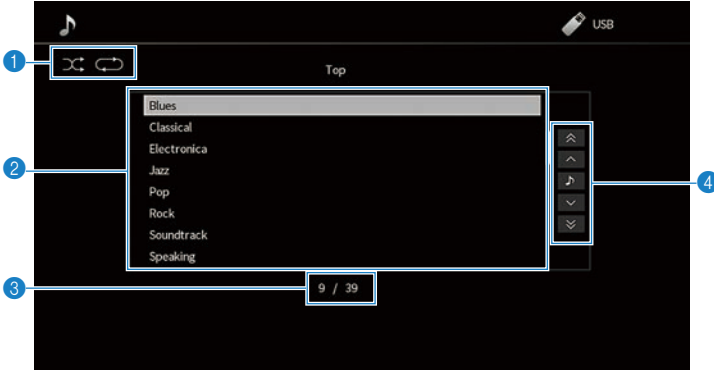 USB
1
Top
Blues
Classical
Electronica
2
Jazz
4
Pop
Rock
Soundtrack
Speaking
3
9 / 39